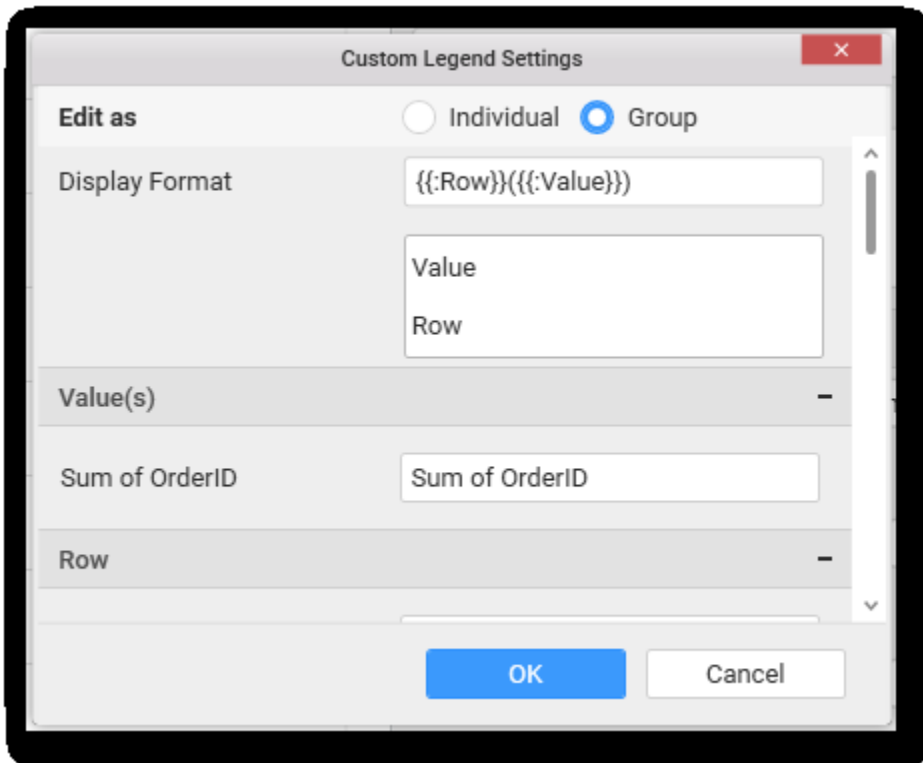 Custom Legend Settings
Edit as Individual Group
Display Format {{:Row}}({{:Value}})
Value
Row
Value(s)
Sum of OrderID Sum of OrderID
Row
OK Cancel